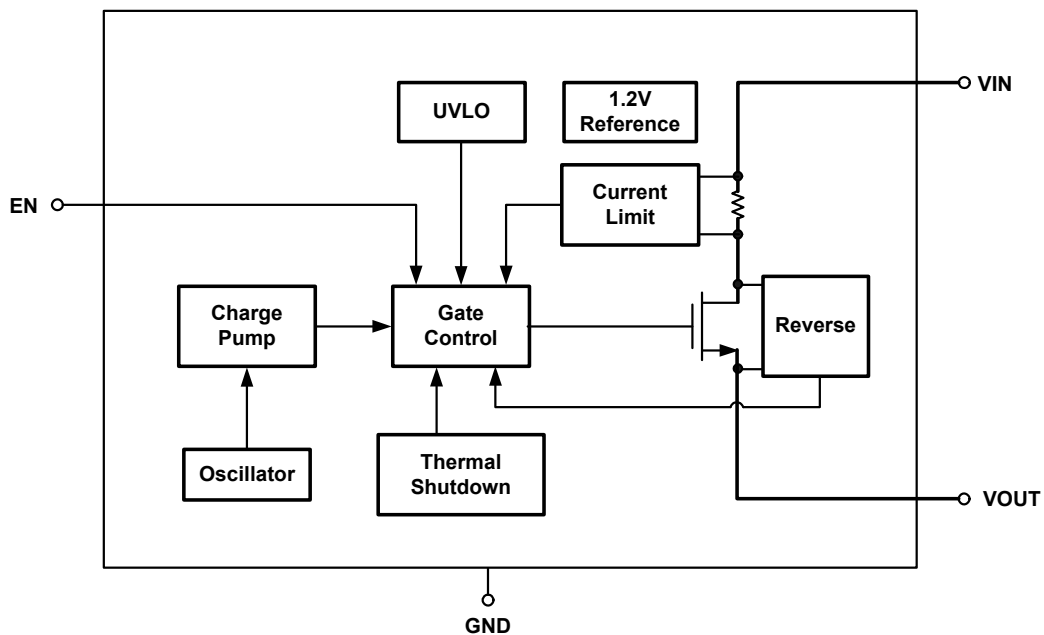 VIN
UVLO
1.2V
Reference
EN
Current
Limit
Charge
Pump
Gate
Control
Reverse
Oscillator
Thermal
Shutdown
VOUT
GND